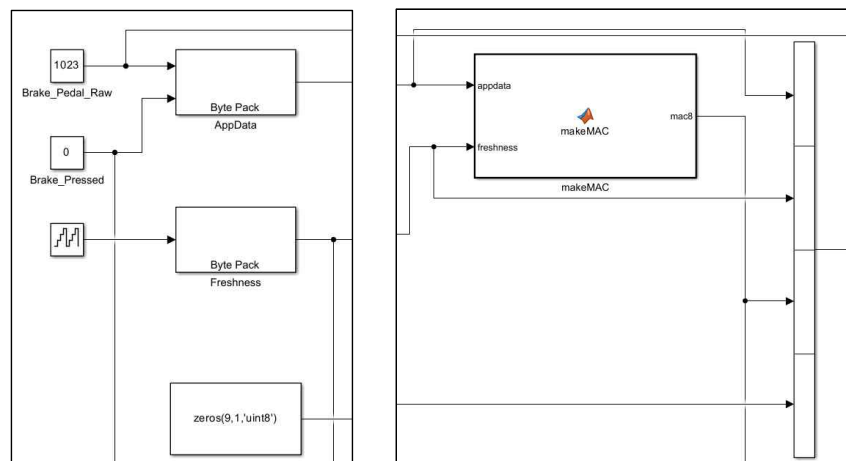 1023
Brake_Pedal_Raw
Byte Pack
AppData
0
Brake_Pressed
Byte Pack
Freshness
zeros(9,1,'uint8')
appdata
makeMAC
mac8
freshness
makeMAC